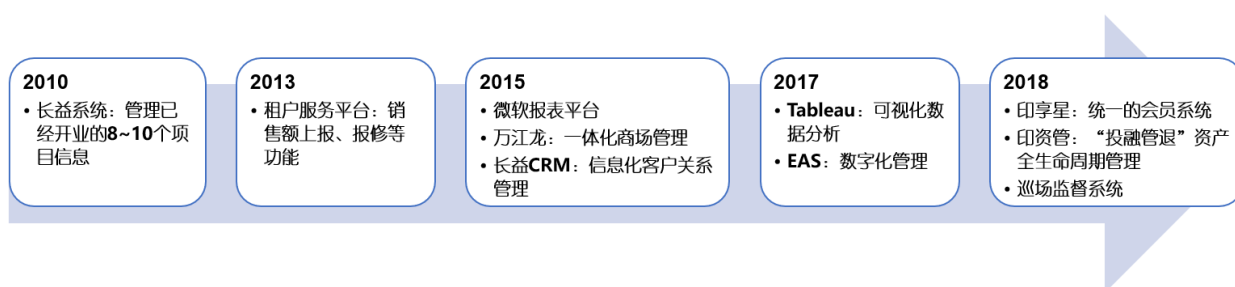 2010
• 长益系统：管理已
经开业的8~10个项
目信息
2013
• 租户服务平台：销
售额上报、报修等
功能
2015
• 微软报表平台
• 万江龙：一体化商场管理
• 长益CRM：信息化客户关系
管理
2017
• Tableau：可视化数
据分析
• EAS：数字化管理
2018
• 印享星：统一的会员系统
• 印资管：“投融管退”资产
全生命周期管理
• 巡场监督系统